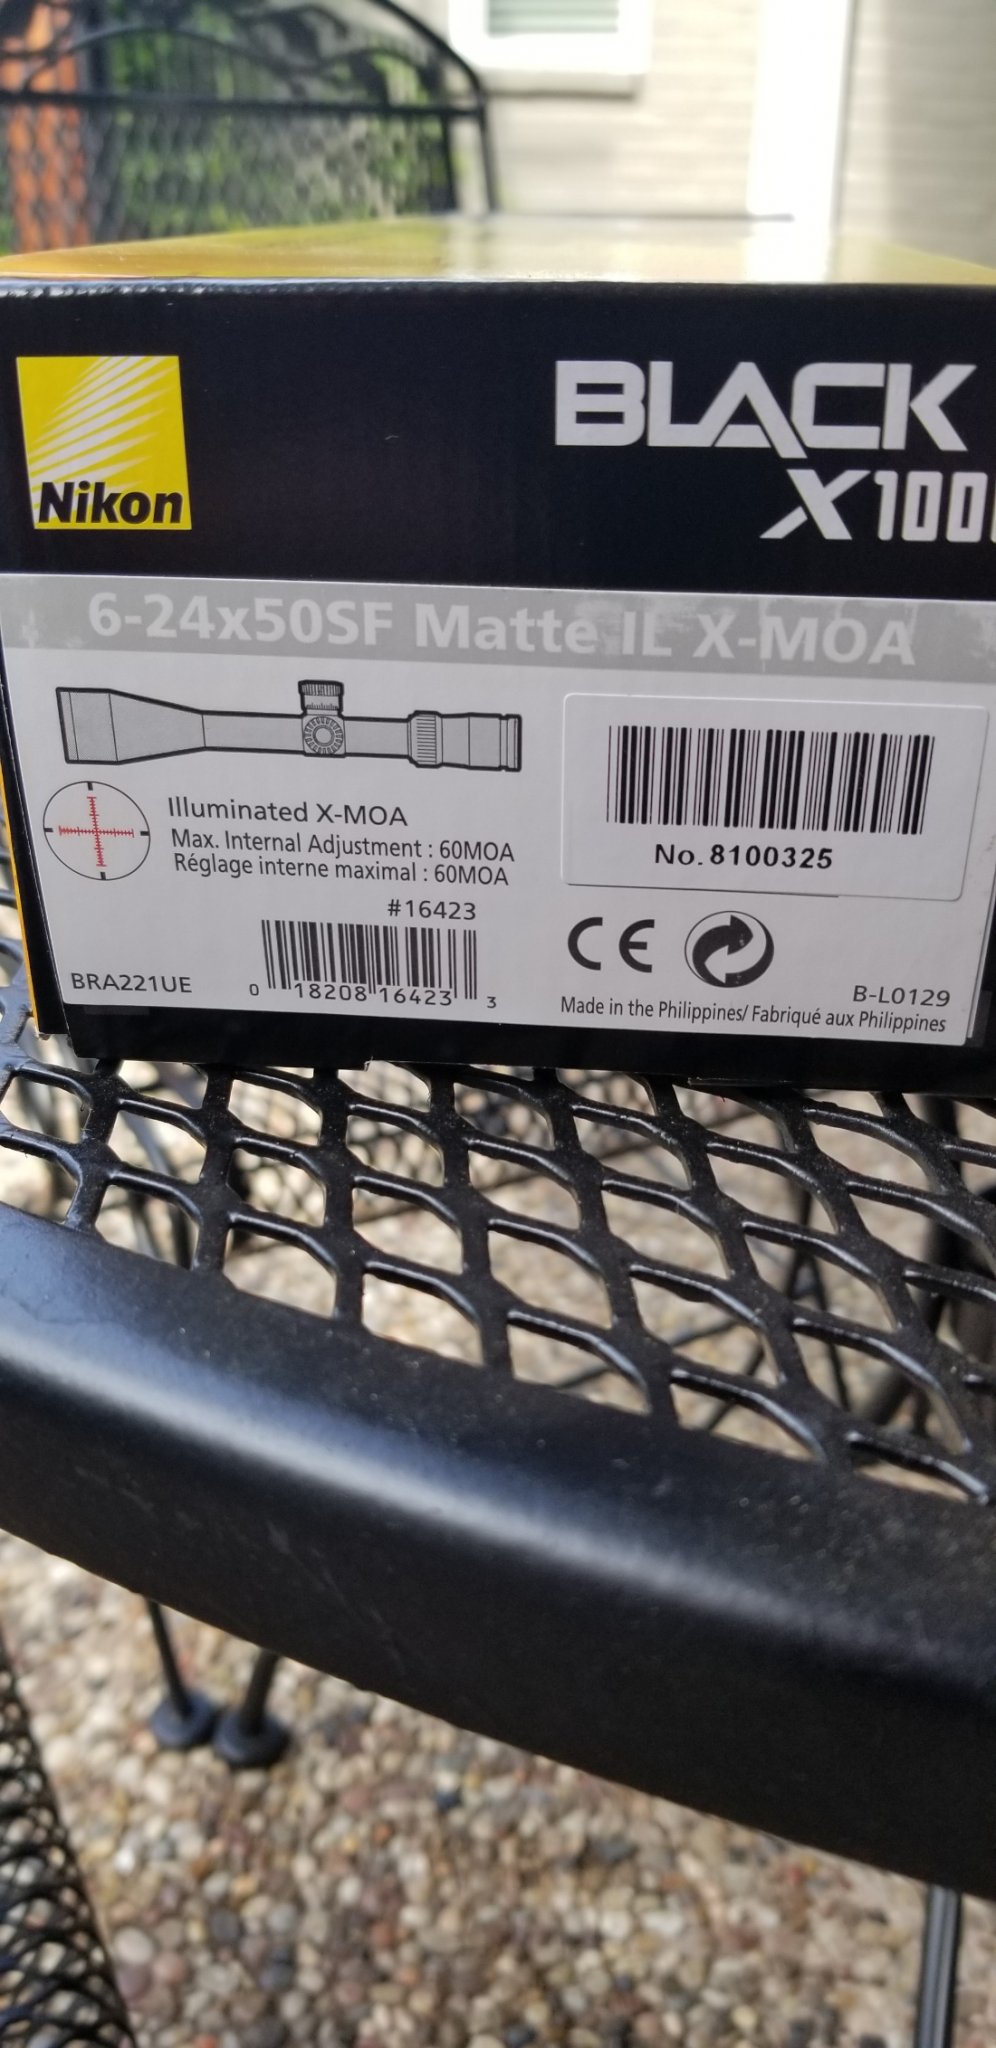 Nikon
BLACK
X100
6-24x50SF Matte IL X-MOA
Illuminated X-MOA
Max. Internal Adjustment : 60MOA
Réglage interne maximal : 60MOA
#16423
BRA221UE
0 18208 16423 3
No. 8100325
CE
B-L0129
Made in the Philippines/ Fabriqué aux Philippines